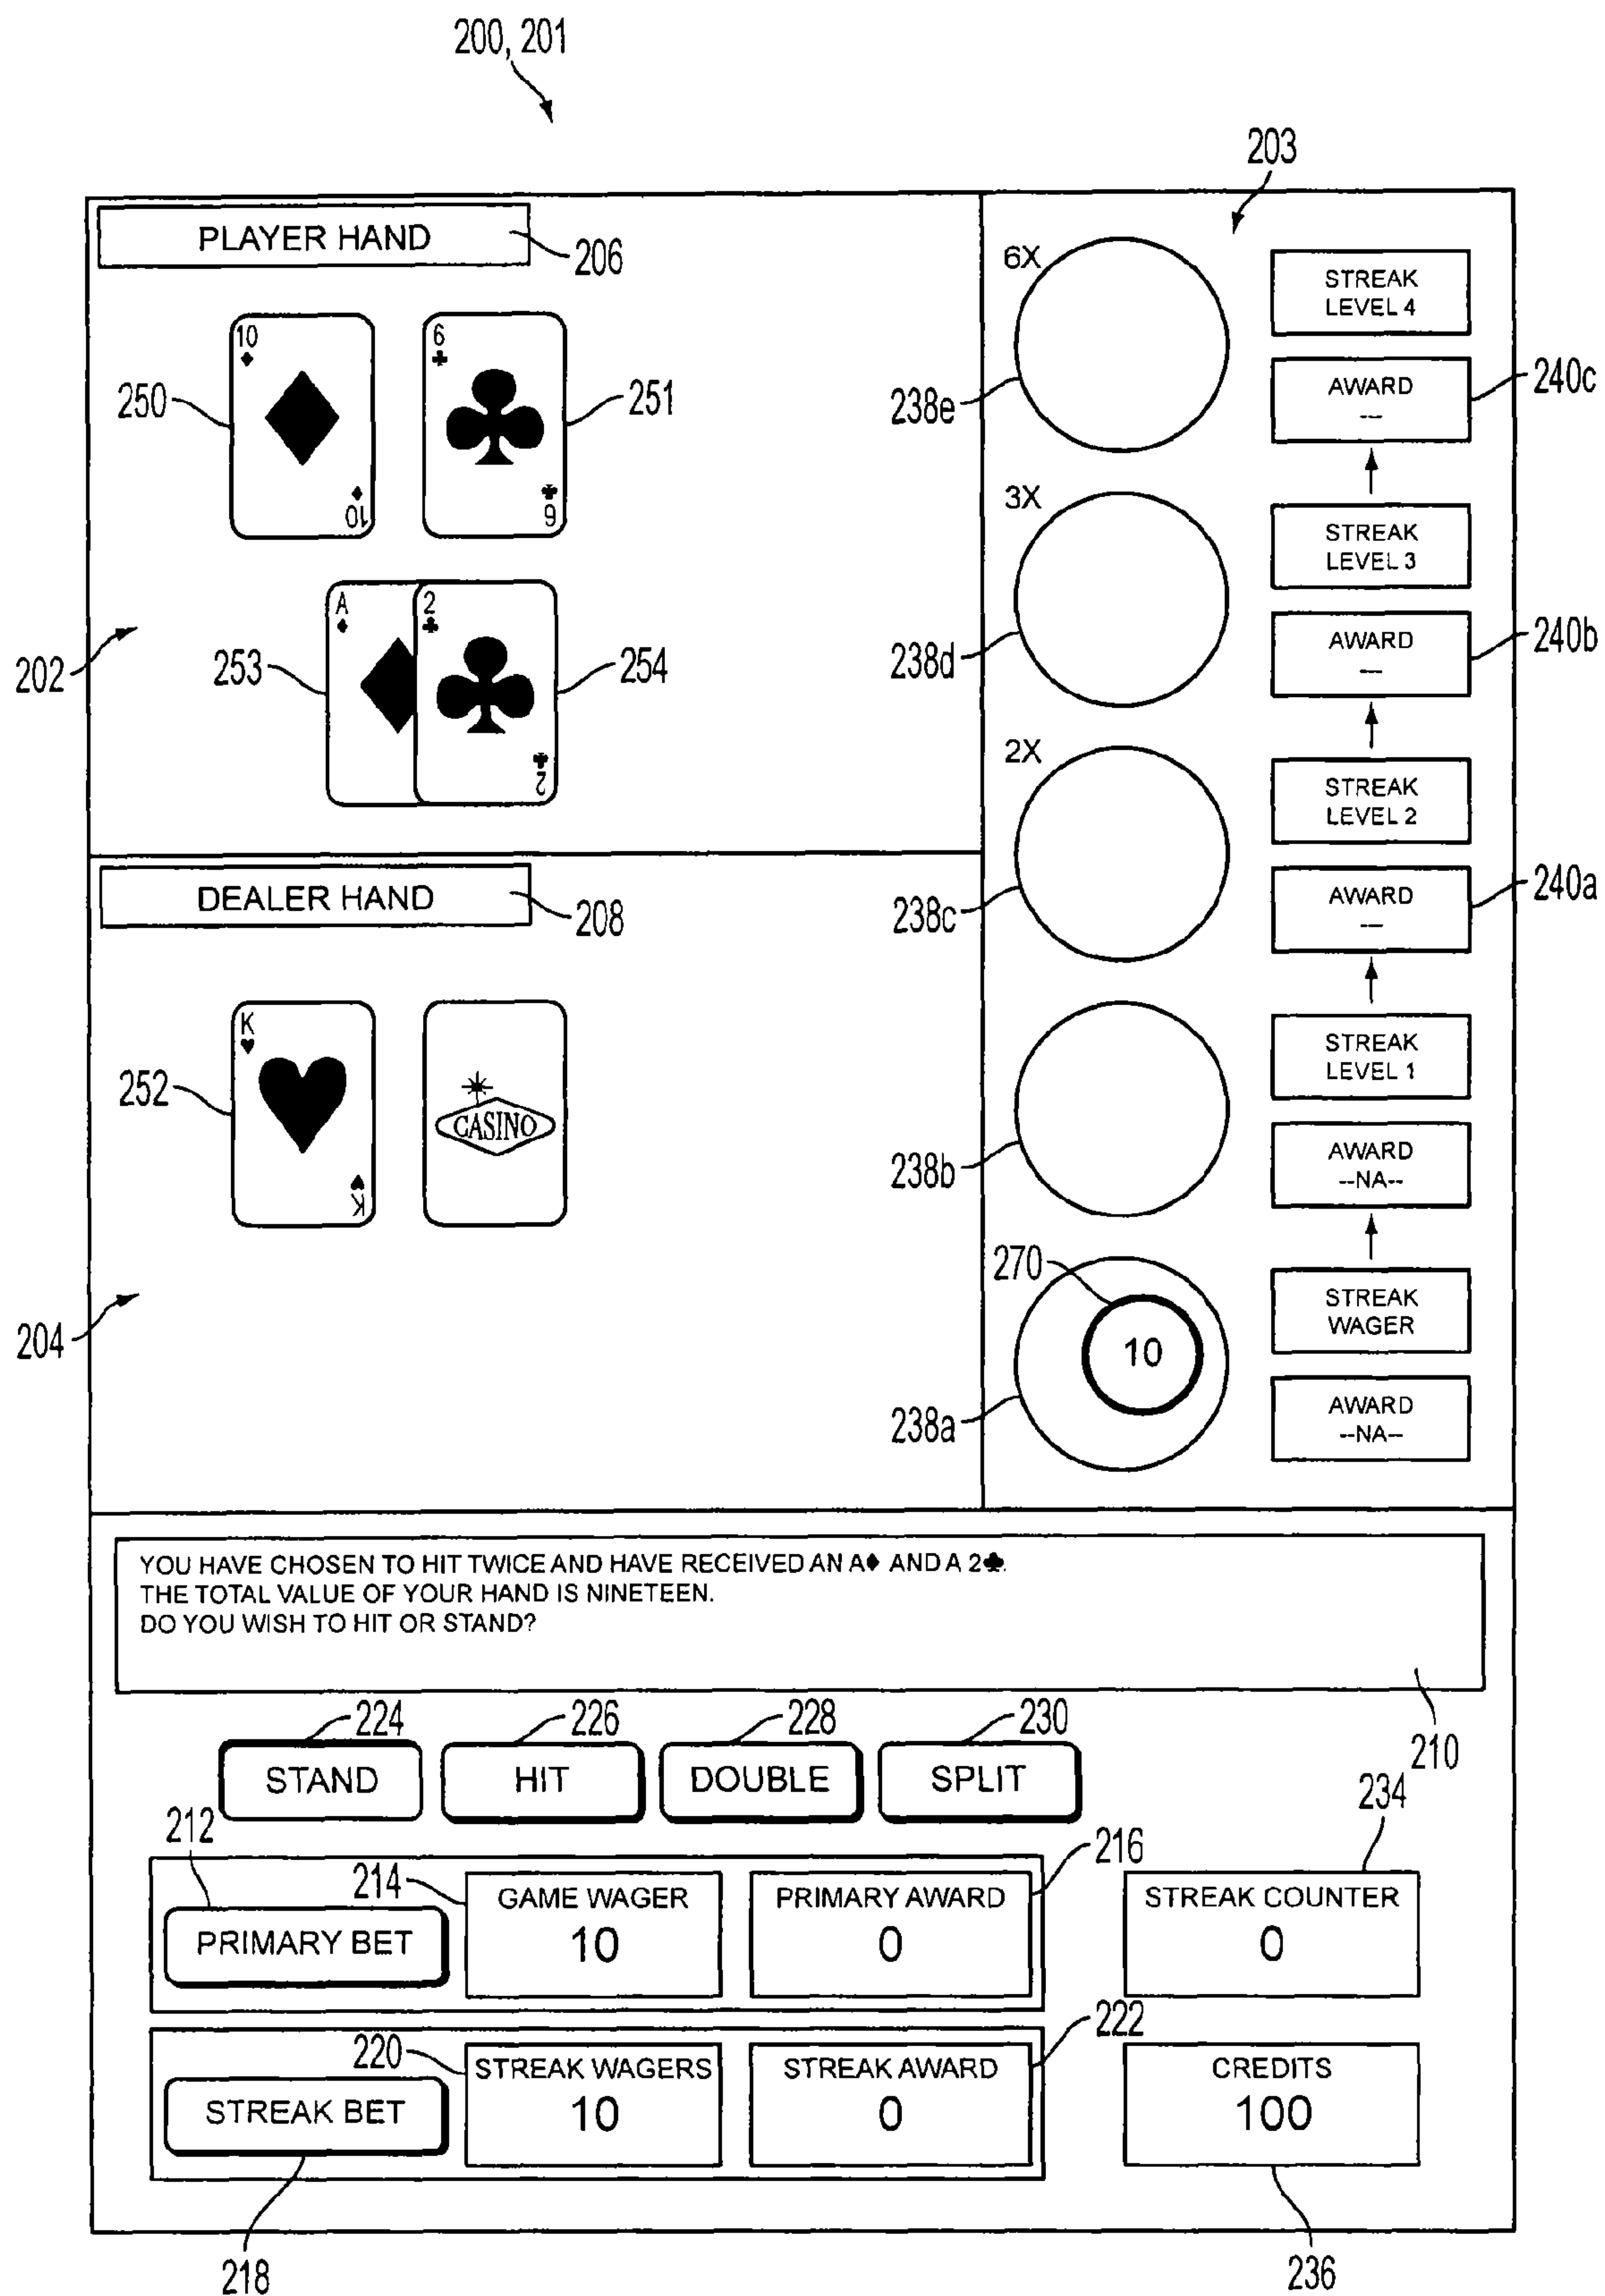 200, 201
203
PLAYER HAND
206
10
10
250
6
6
251
A
253
2
2
254
202
DEALER HAND
208
K
K
252
CASINO
204
6X
238e
STREAK
LEVEL 4
AWARD
---
240c
3X
238d
STREAK
LEVEL 3
AWARD
---
240b
2X
238c
STREAK
LEVEL 2
AWARD
---
240a
238b
STREAK
LEVEL 1
AWARD
--NA--
270
10
238a
STREAK
WAGER
AWARD
--NA--
YOU HAVE CHOSEN TO HIT TWICE AND HAVE RECEIVED AN A♦ AND A 2♣.
THE TOTAL VALUE OF YOUR HAND IS NINETEEN.
DO YOU WISH TO HIT OR STAND?
210
224
226
228
230
STAND
HIT
DOUBLE
SPLIT
234
212
214
216
PRIMARY BET
GAME WAGER
10
PRIMARY AWARD
0
STREAK COUNTER
0
220
222
STREAK BET
STREAK WAGERS
10
STREAK AWARD
0
CREDITS
100
218
236